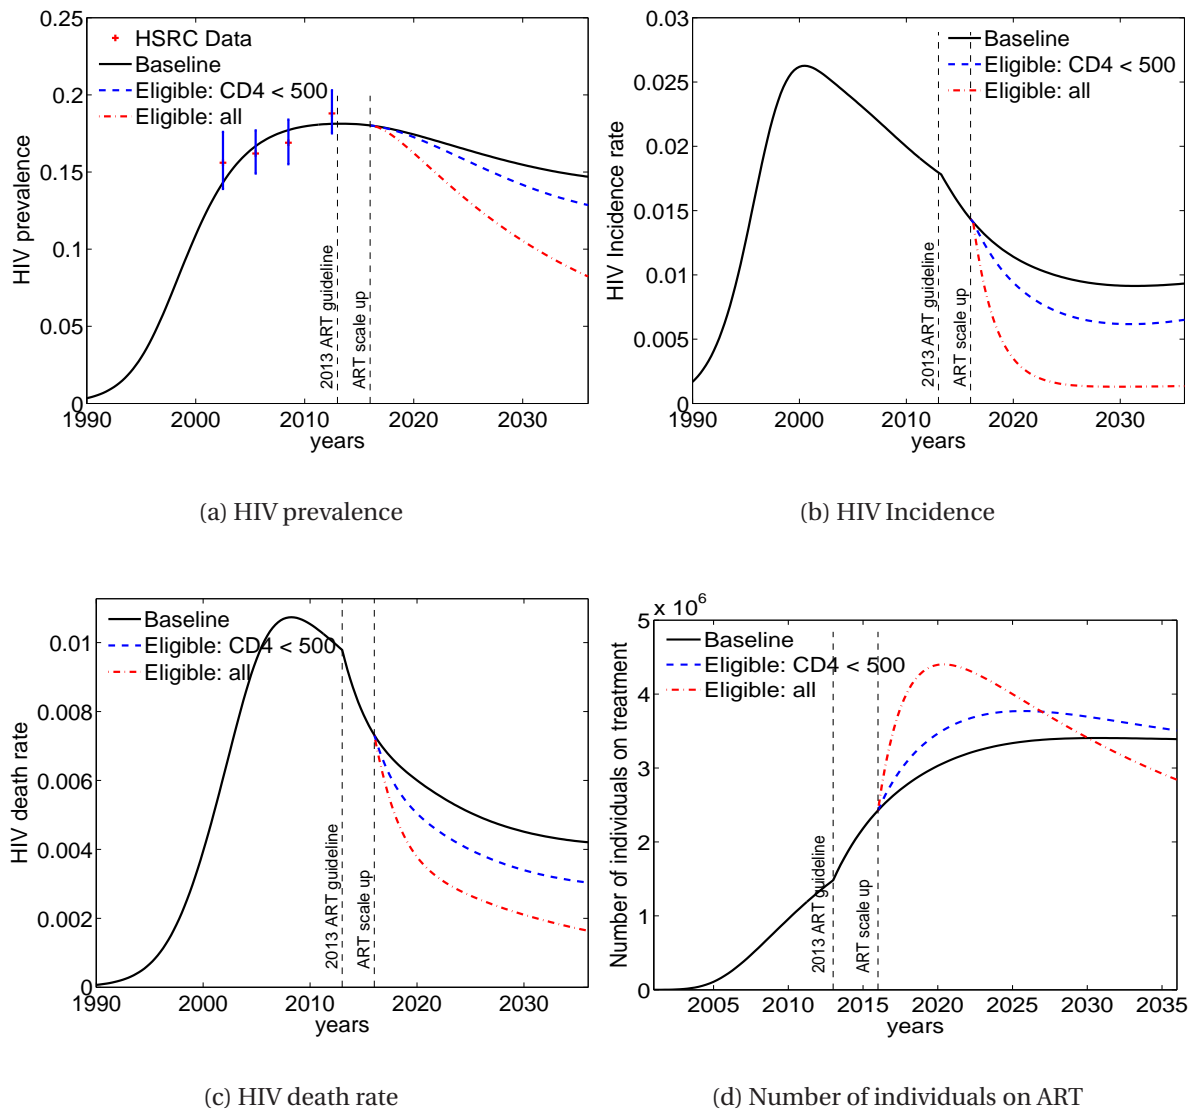 0.25
0.2
0.15
0.1
0.05
0
HIV prevalence
HSRC Data
Baseline
Eligible: CD4 < 500
Eligible: all
2013 ART guideline
ART scale up
1990 2000 2010 2020 2030
years
(a) HIV prevalence
0.03
0.025
0.02
0.015
0.01
0.005
0
HIV Incidence rate
Baseline
Eligible: CD4 < 500
Eligible: all
2013 ART guideline
ART scale up
1990 2000 2010 2020 2030
years
(b) HIV Incidence
0.01
0.008
0.006
0.004
0.002
0
HIV death rate
Baseline
Eligible: CD4 < 500
Eligible: all
2013 ART guideline
ART scale up
1990 2000 2010 2020 2030
years
(c) HIV death rate
x 10^6
5
4
3
2
1
0
Number of individuals on treatment
Baseline
Eligible: CD4 < 500
Eligible: all
2013 ART guideline
ART scale up
2005 2010 2015 2020 2025 2030 2035
years
(d) Number of individuals on ART